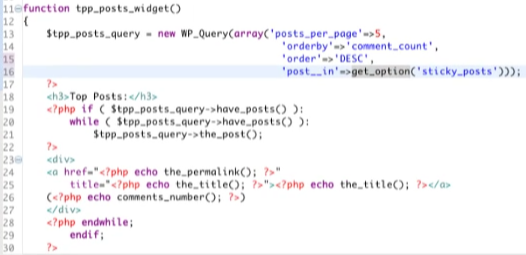 11 function tpp_posts_widget()
12 {
13 $tpp_posts_query = new WP_Query(array('posts_per_page'=>5,
14 'orderby'=>'comment_count',
15 'order'=>'DESC',
16 'post__in'=>get_option('sticky_posts')));
17 ?>
18 <h3>Top Posts:</h3>
19 <?php if ( $tpp_posts_query->have_posts() ):
20 while ( $tpp_posts_query->have_posts() ):
21 $tpp_posts_query->the_post();
22 ?>
23 <div>
24 <a href="<?php echo the_permalink(); ?>"
25 title="<?php echo the_title(); ?>"><?php echo the_title(); ?></a>
26 (<?php echo comments_number(); ?>)
27 </div>
28 <?php endwhile;
29 endif;
30 ?>